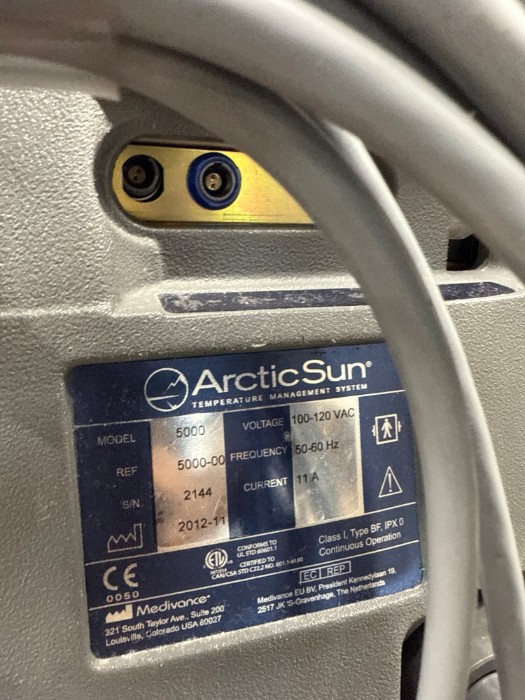 ArcticSun®
TEMPERATURE MANAGEMENT SYSTEM
MODEL 5000 VOLTAGE 100-120 VAC
REF 5000-00 FREQUENCY 50-60 Hz
S/N 2144 CURRENT 11 A
2012-11
CONFORMS TO
UL STD 60601.1
CERTIFIED TO
CAN/CSA STD C22.2 NO. 601.1-M90
ETL
Class I, Type BF, IPX 0
Continuous Operation
CE
0050
EC REP
Medivance®
321 South Taylor Ave., Suite 200
Louisville, Colorado USA 80027
Medivance EU BV, President Kennedylaan 19,
2517 JK 'S-Gravenhage, The Netherlands